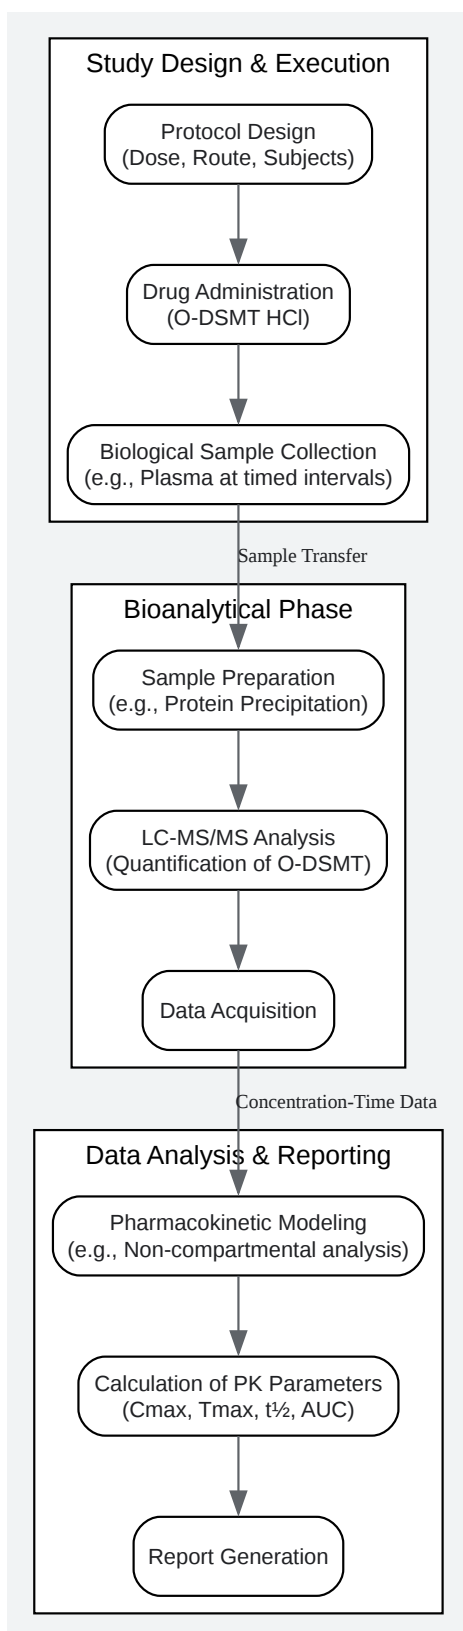 Study Design & Execution
Protocol Design
(Dose, Route, Subjects)
Drug Administration
(O-DSMT HCl)
Biological Sample Collection
(e.g., Plasma at timed intervals)
Sample Transfer
Bioanalytical Phase
Sample Preparation
(e.g., Protein Precipitation)
LC-MS/MS Analysis
(Quantification of O-DSMT)
Data Acquisition
Concentration-Time Data
Data Analysis & Reporting
Pharmacokinetic Modeling
(e.g., Non-compartmental analysis)
Calculation of PK Parameters
(Cmax, Tmax, t½, AUC)
Report Generation